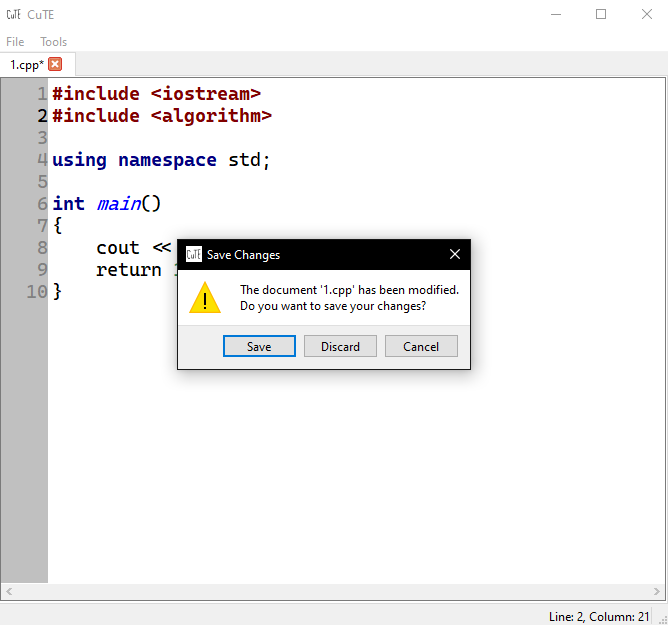 CuTE CuTE
File Tools
1.cpp*
1 #include <iostream>
2 #include <algorithm>
3
4 using namespace std;
5
6 int main()
7 {
8 cout <<
9 return
10 }
CuTE Save Changes
The document '1.cpp' has been modified.
Do you want to save your changes?
Save Discard Cancel
Line: 2, Column: 21